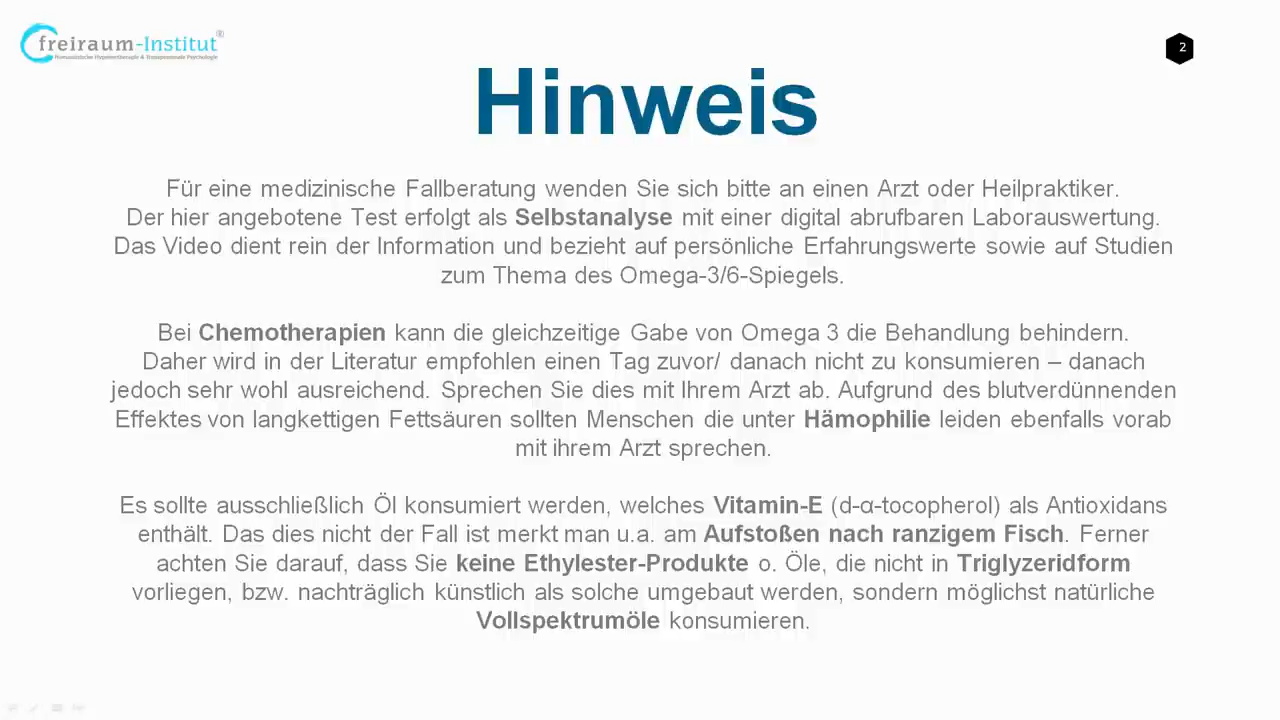 freiraum-Institut®
Humanistische Hypnosetherapie & Transpersonale Psychologie
2
Hinweis
Für eine medizinische Fallberatung wenden Sie sich bitte an einen Arzt oder Heilpraktiker.
Der hier angebotene Test erfolgt als Selbstanalyse mit einer digital abrufbaren Laborauswertung.
Das Video dient rein der Information und bezieht auf persönliche Erfahrungswerte sowie auf Studien
zum Thema des Omega-3/6-Spiegels.
Bei Chemotherapien kann die gleichzeitige Gabe von Omega 3 die Behandlung behindern.
Daher wird in der Literatur empfohlen einen Tag zuvor/ danach nicht zu konsumieren – danach
jedoch sehr wohl ausreichend. Sprechen Sie dies mit Ihrem Arzt ab. Aufgrund des blutverdünnenden
Effektes von langkettigen Fettsäuren sollten Menschen die unter Hämophilie leiden ebenfalls vorab
mit ihrem Arzt sprechen.
Es sollte ausschließlich Öl konsumiert werden, welches Vitamin-E (d-α-tocopherol) als Antioxidans
enthält. Das dies nicht der Fall ist merkt man u.a. am Aufstoßen nach ranzigem Fisch. Ferner
achten Sie darauf, dass Sie keine Ethylester-Produkte o. Öle, die nicht in Triglyzeridform
vorliegen, bzw. nachträglich künstlich als solche umgebaut werden, sondern möglichst natürliche
Vollspektrumöle konsumieren.